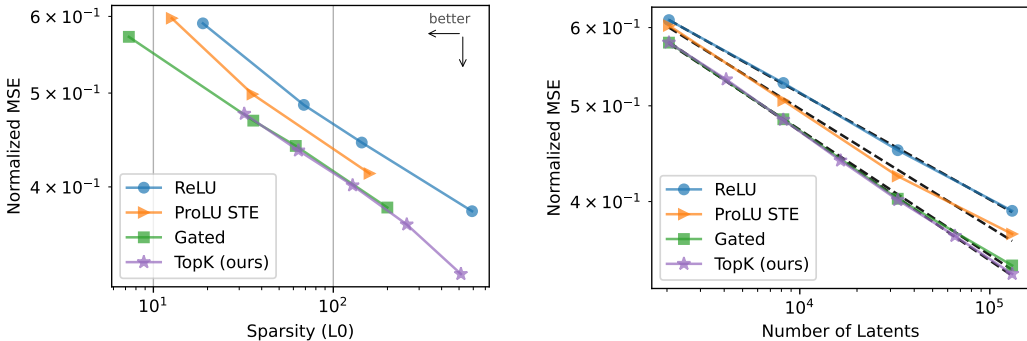 6 × 10⁻¹
5 × 10⁻¹
4 × 10⁻¹
Normalized MSE
better
ReLU
ProLU STE
Gated
TopK (ours)
10¹
10²
Sparsity (L0)
6 × 10⁻¹
5 × 10⁻¹
4 × 10⁻¹
Normalized MSE
ReLU
ProLU STE
Gated
TopK (ours)
10⁴
10⁵
Number of Latents